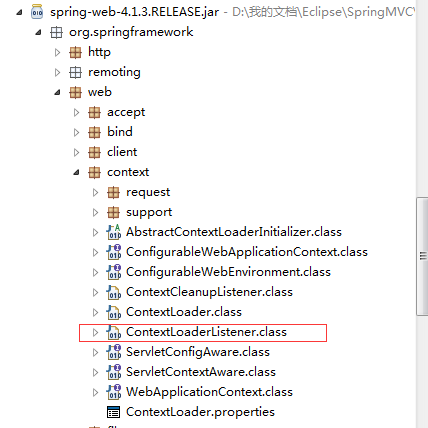 spring-web-4.1.3.RELEASE.jar - D:\我的文档\Eclipse\SpringMVC\
org.springframework
http
remoting
web
accept
bind
client
context
request
support
AbstractContextLoaderInitializer.class
ConfigurableWebApplicationContext.class
ConfigurableWebEnvironment.class
ContextCleanupListener.class
ContextLoader.class
ContextLoaderListener.class
ServletConfigAware.class
ServletContextAware.class
WebApplicationContext.class
ContextLoader.properties